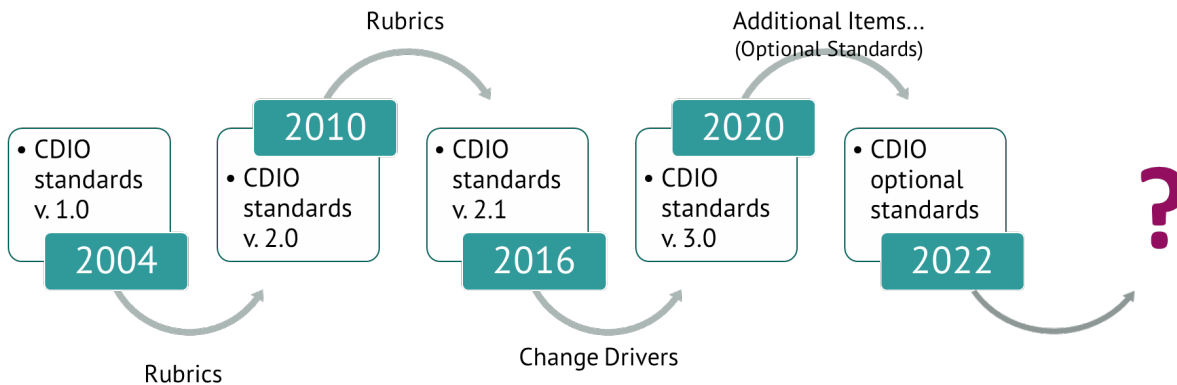 Rubrics
Additional Items...
(Optional Standards)
2010
2020
• CDIO
standards
v. 1.0
• CDIO
standards
v. 2.0
• CDIO
standards
v. 2.1
• CDIO
standards
v. 3.0
• CDIO
optional
standards
?
2004
2016
2022
Rubrics
Change Drivers